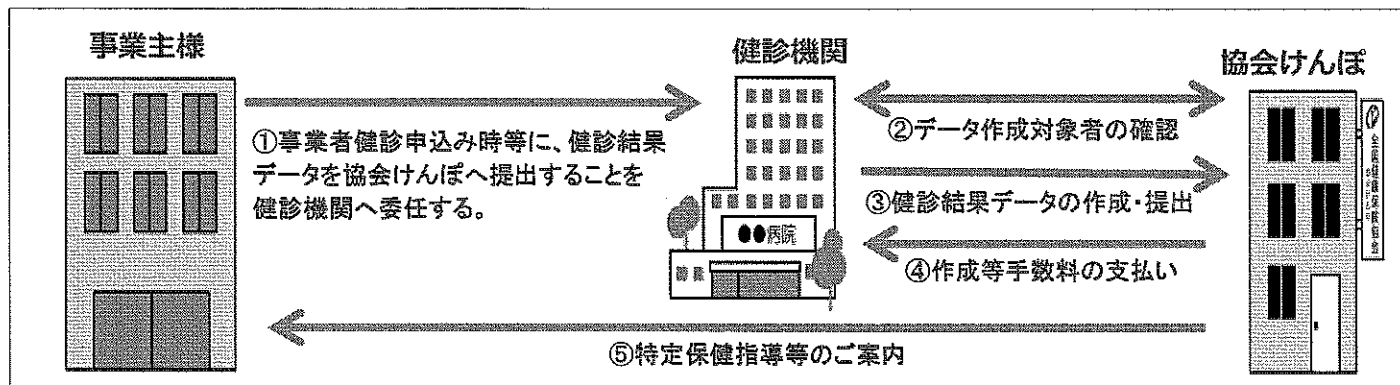 事業主様
健診機関
協会けんぽ
①事業者健診申込み時等に、健診結果
データを協会けんぽへ提出することを
健診機関へ委任する。
②データ作成対象者の確認
③健診結果データの作成・提出
④作成等手数料の支払い
⑤特定保健指導等のご案内
●●病院
全国健康保険協会